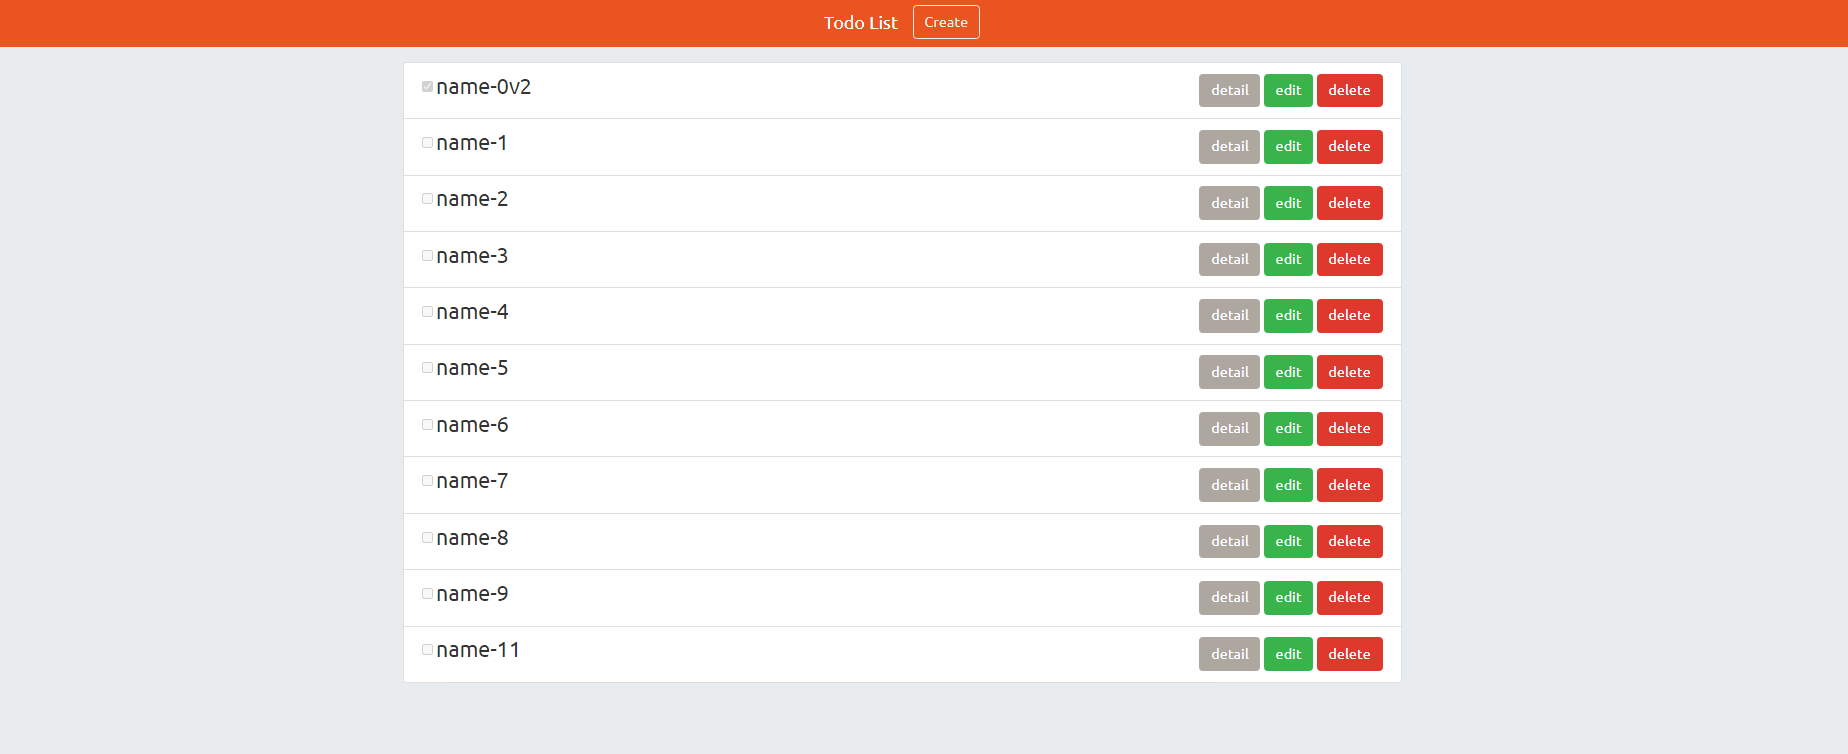 Todo List Create
name-0v2 detail edit delete
name-1 detail edit delete
name-2 detail edit delete
name-3 detail edit delete
name-4 detail edit delete
name-5 detail edit delete
name-6 detail edit delete
name-7 detail edit delete
name-8 detail edit delete
name-9 detail edit delete
name-11 detail edit delete